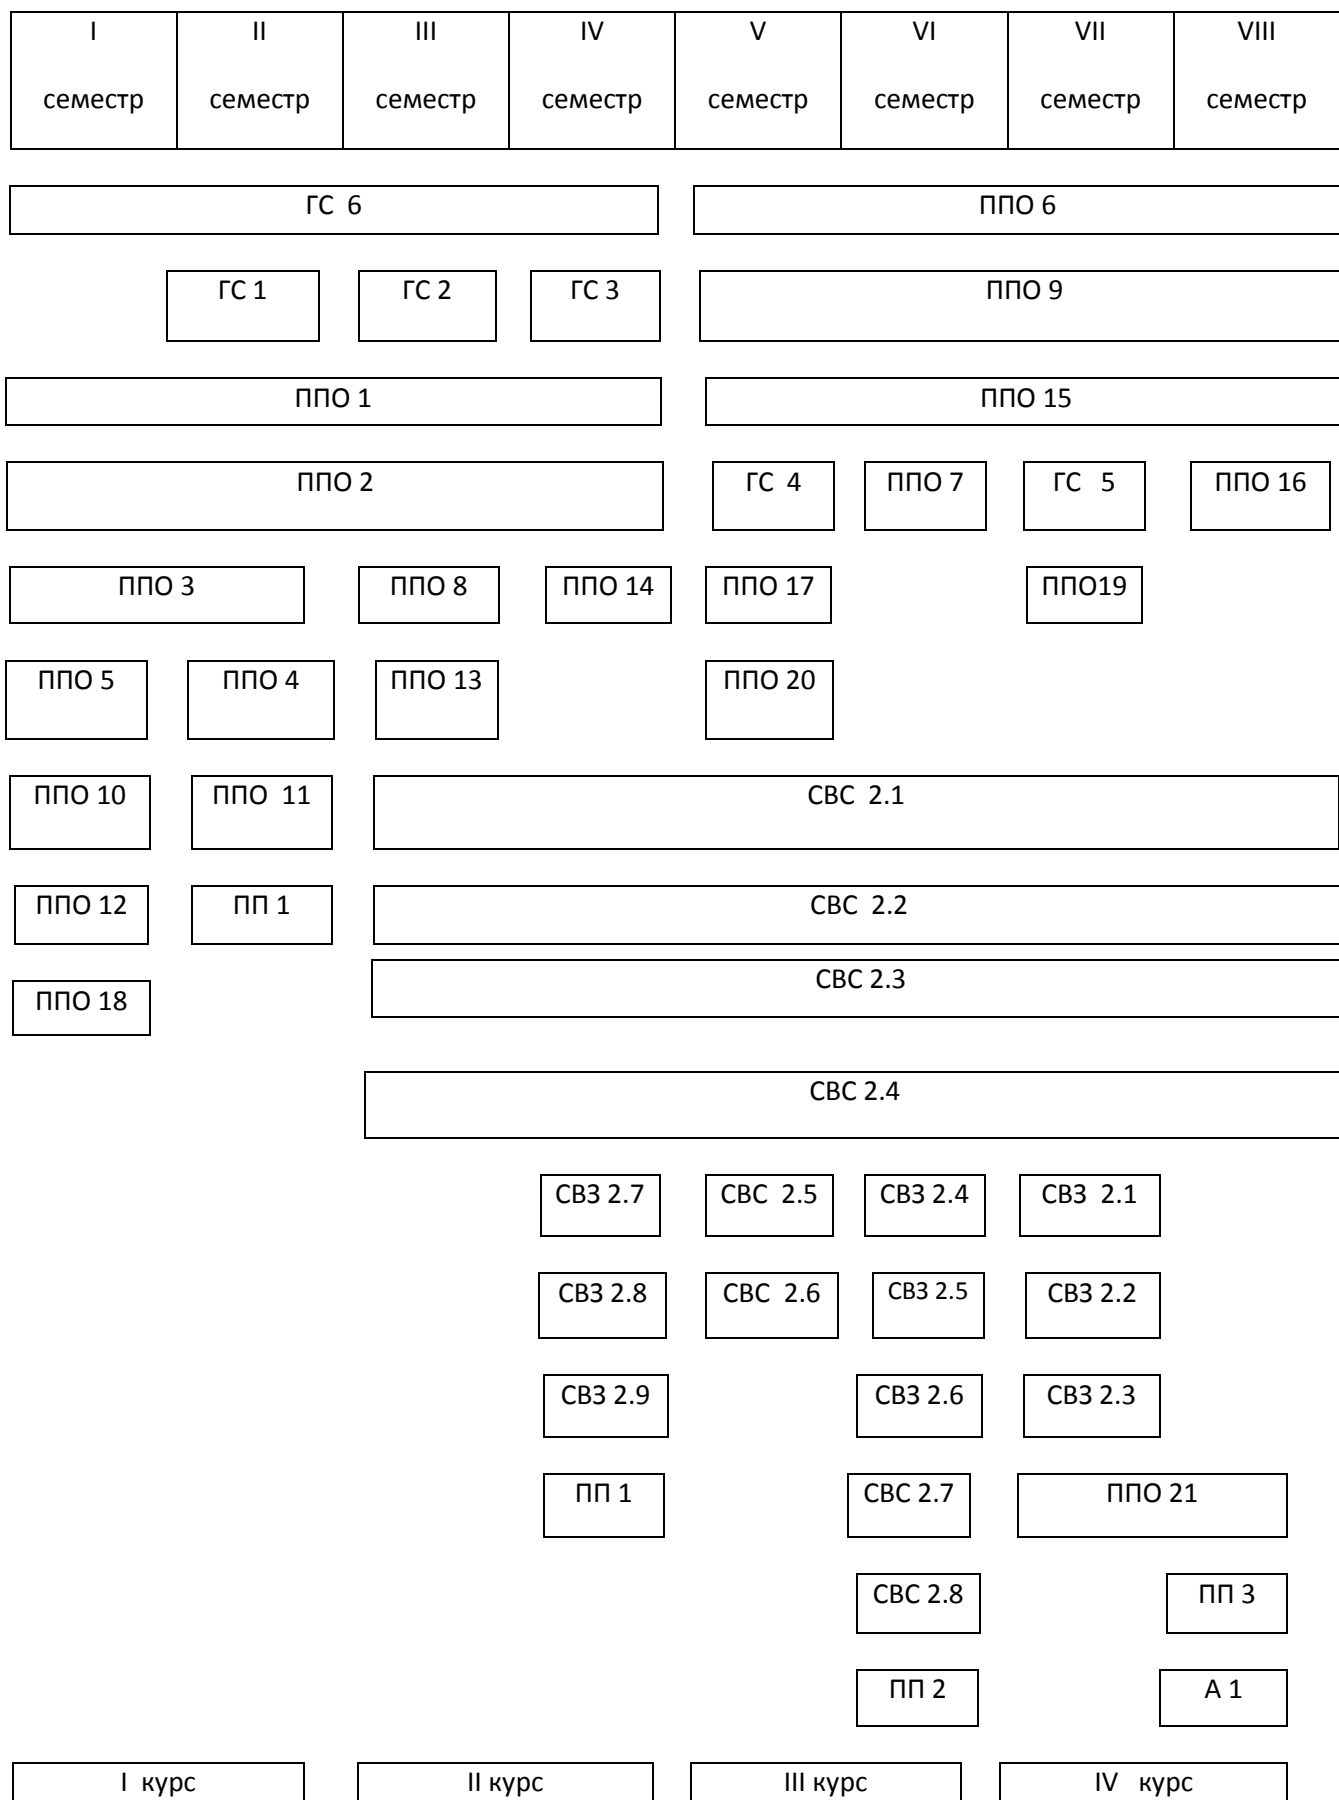 I II III IV V VI VII VIII
семестр семестр семестр семестр семестр семестр семестр семестр
ГС 6 ППО 6
ГС 1 ГС 2 ГС 3 ППО 9
ППО 1 ППО 15
ППО 2 ГС 4 ППО 7 ГС 5 ППО 16
ППО 3 ППО 8 ППО 14 ППО 17 ППО19
ППО 5 ППО 4 ППО 13 ППО 20
ППО 10 ППО 11 СВС 2.1
ППО 12 ПП 1 СВС 2.2
СВС 2.3
ППО 18
СВС 2.4
СВЗ 2.7 СВС 2.5 СВЗ 2.4 СВЗ 2.1
СВЗ 2.8 СВС 2.6 СВЗ 2.5 СВЗ 2.2
СВЗ 2.9 СВЗ 2.6 СВЗ 2.3
ПП 1 СВС 2.7 ППО 21
СВС 2.8 ПП 3
ПП 2 А 1
I курс II курс III курс IV курс